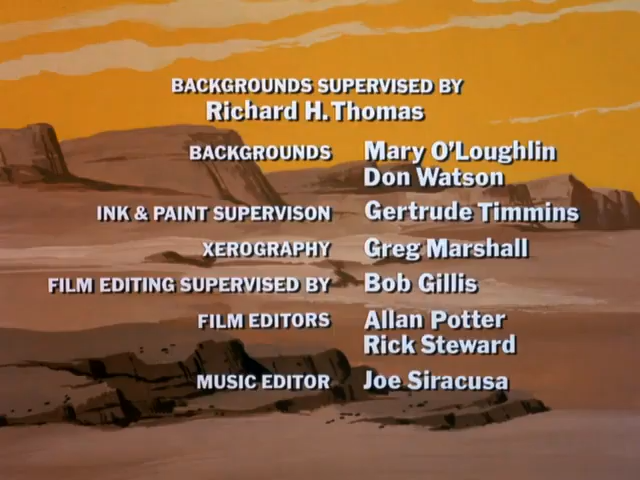 BACKGROUNDS SUPERVISED BY
Richard H. Thomas
BACKGROUNDS Mary O'Loughlin
Don Watson
INK & PAINT SUPERVISON Gertrude Timmins
XEROGRAPHY Greg Marshall
FILM EDITING SUPERVISED BY Bob Gillis
FILM EDITORS Allan Potter
Rick Steward
MUSIC EDITOR Joe Siracusa